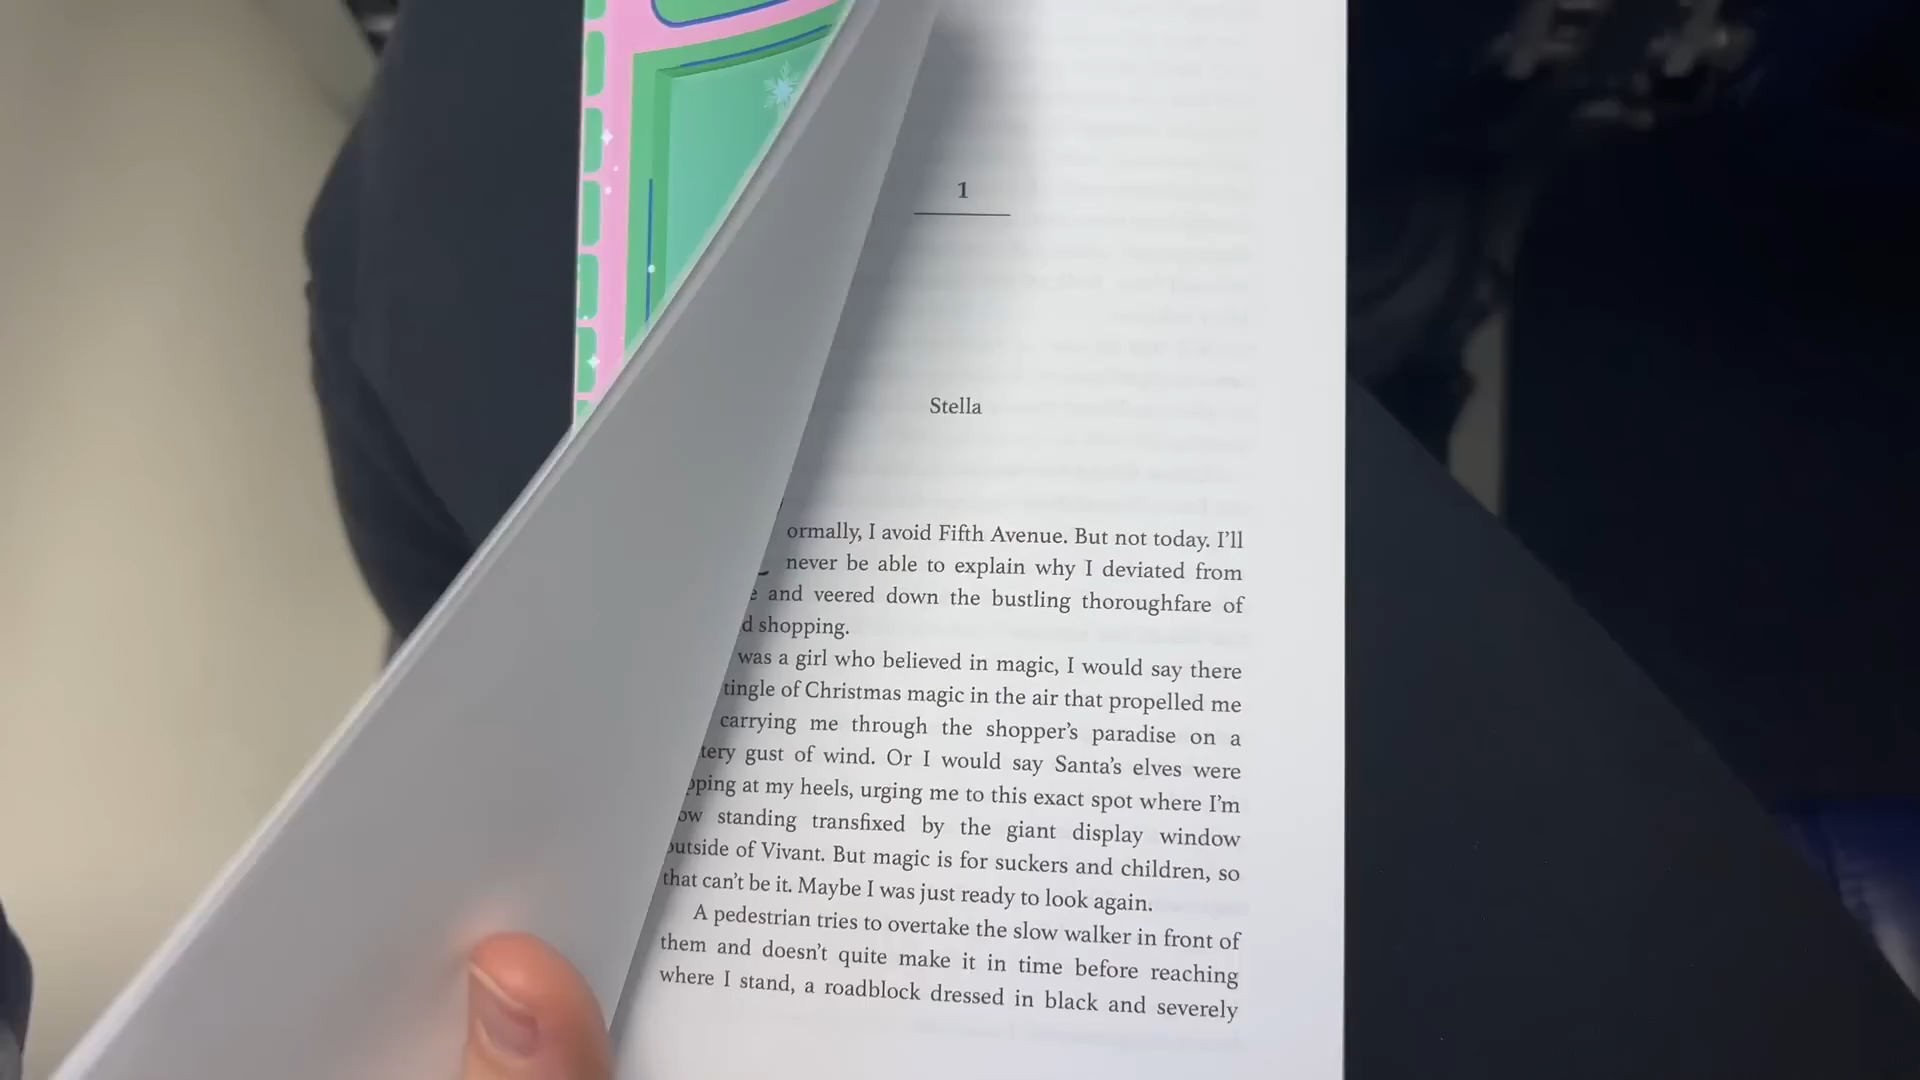 1
Stella
ormally, I avoid Fifth Avenue. But not today. I'll
never be able to explain why I deviated from
and veered down the bustling thoroughfare of
shopping.
was a girl who believed in magic, I would say there
tingle of Christmas magic in the air that propelled me
carrying me through the shopper's paradise on a
tery gust of wind. Or I would say Santa's elves were
pping at my heels, urging me to this exact spot where I'm
ow standing transfixed by the giant display window
outside of Vivant. But magic is for suckers and children, so
that can't be it. Maybe I was just ready to look again.
A pedestrian tries to overtake the slow walker in front of
them and doesn't quite make it in time before reaching
where I stand, a roadblock dressed in black and severely